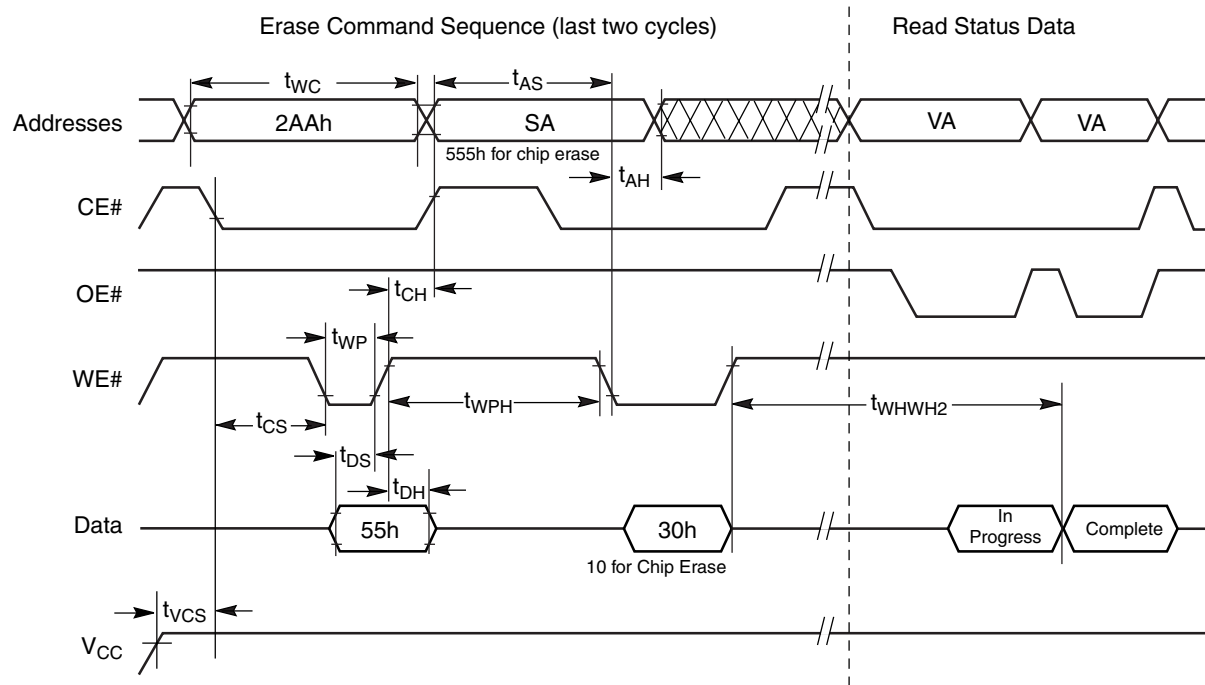 Erase Command Sequence (last two cycles)
Read Status Data
tWC
tAS
Addresses
2AAh
SA
VA
VA
555h for chip erase
tAH
CE#
OE#
tCH
tWP
WE#
tWPH
tWHWH2
tCS
tDS
tDH
Data
55h
30h
In
Progress
Complete
10 for Chip Erase
tVCS
VCC